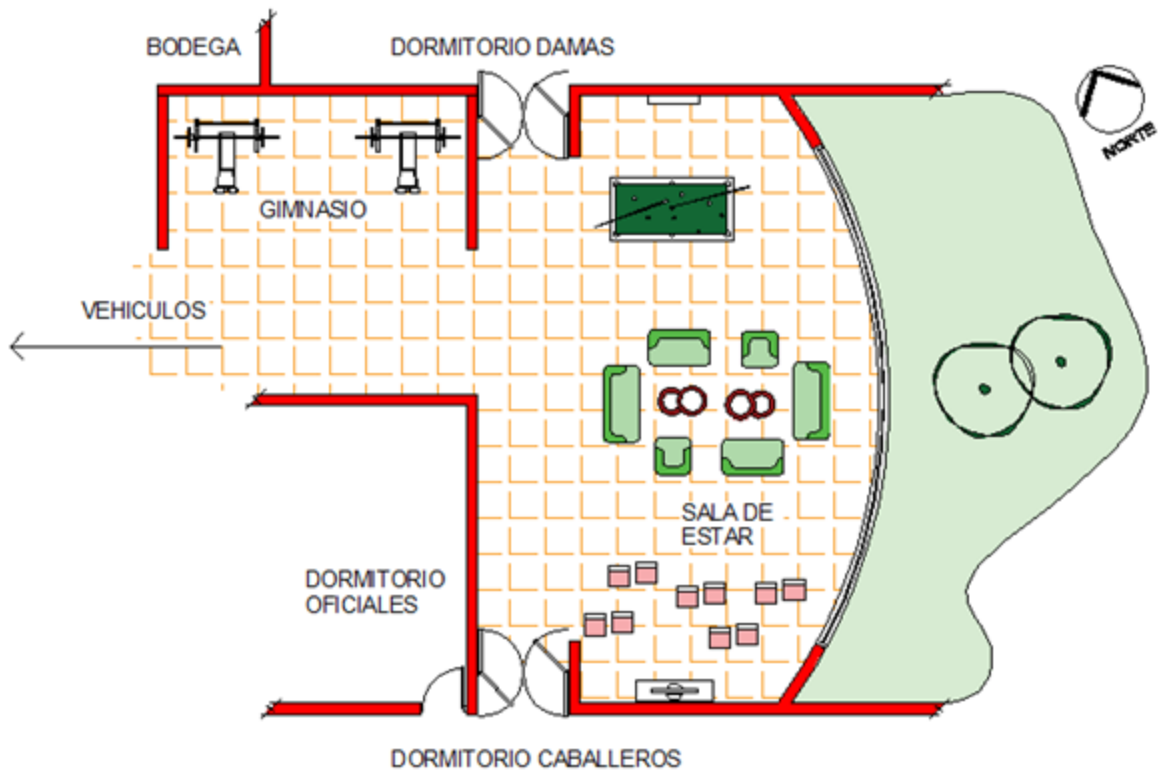 BODEGA
DORMITORIO DAMAS
NORTE
GIMNASIO
VEHICULOS
SALA DE
ESTAR
DORMITORIO
OFICIALES
DORMITORIO CABALLEROS